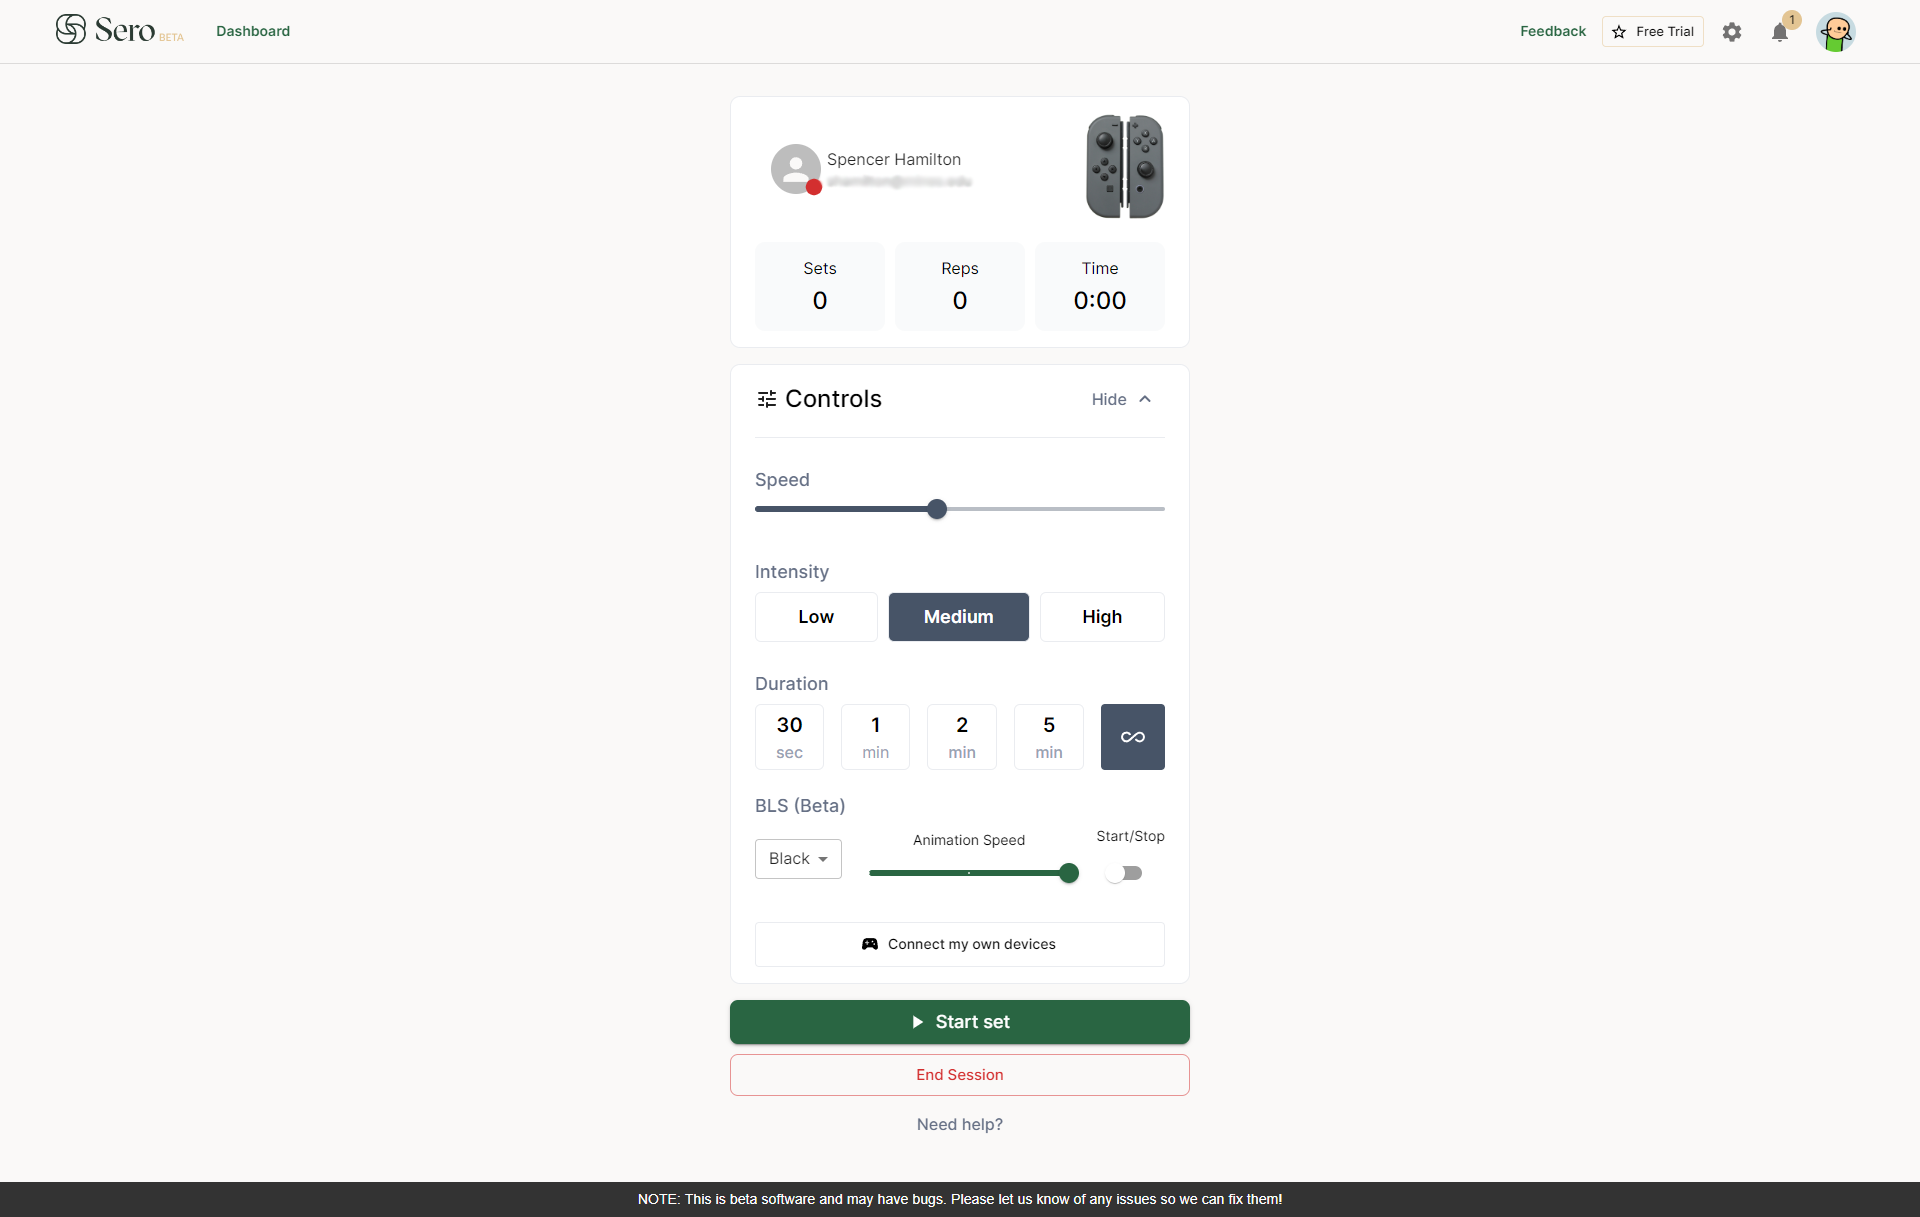 Sero BETA
Dashboard
Feedback
Free Trial
1
Spencer Hamilton
Sets
0
Reps
0
Time
0:00
Controls
Hide
Speed
Intensity
Low
Medium
High
Duration
30
sec
1
min
2
min
5
min
BLS (Beta)
Black
Animation Speed
Start/Stop
Connect my own devices
Start set
End Session
Need help?
NOTE: This is beta software and may have bugs. Please let us know of any issues so we can fix them!